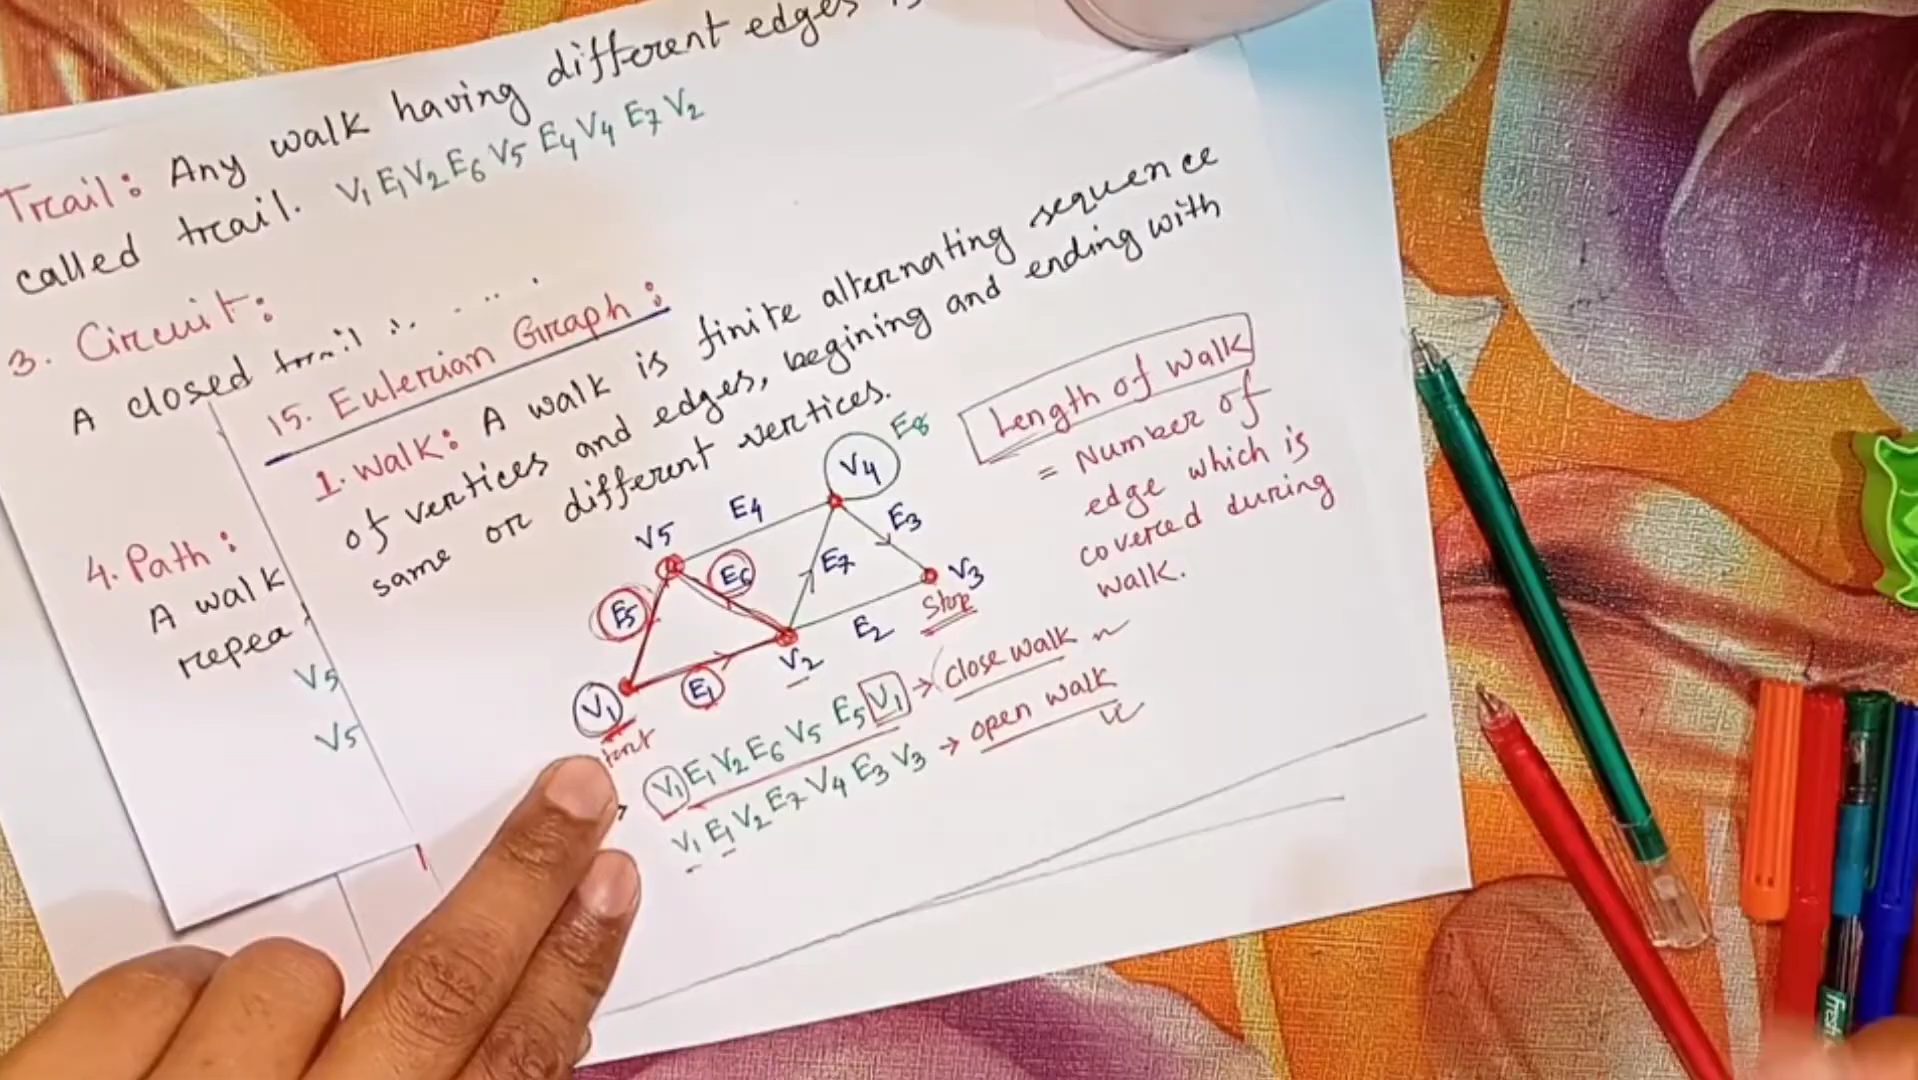 Trail: Any walk having different edges
called trail. V1 E1 V2 E6 V5 E4 V4 E7 V2
3. Circuit:
A closed trail
4. Path:
A walk
repea
V5
V5
15. Eulerian Graph:
1. Walk: A walk is finite alternating sequence
of vertices and edges, begining and ending with
same or different vertices.
Length of walk
= Number of
edge which is
covered during
walk.
E8
V4
E4
E3
V5
E6
E7
V3
Stop
E5
E2
V2
E1
V1
V1 E1 V2 E6 V5 E5 V1 → Close walk
V1 E1 V2 E7 V4 E3 V3 → open walk